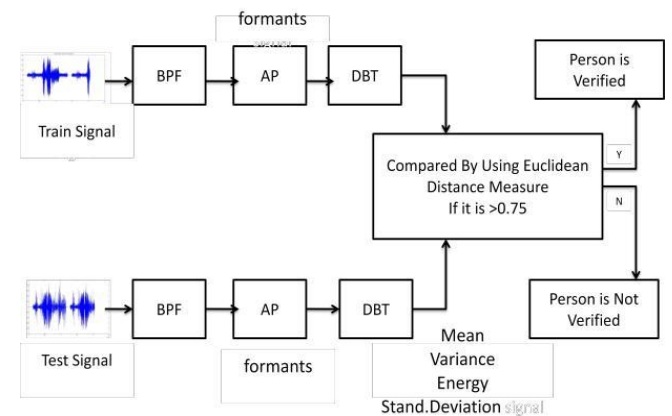 formants
BPF
AP
DBT
Train Signal
Person is
Verified
Compared By Using Euclidean
Distance Measure
If it is >0.75
Y
N
BPF
AP
DBT
Test Signal
formants
Mean
Variance
Energy
Stand.Deviation signal
Person is Not
Verified